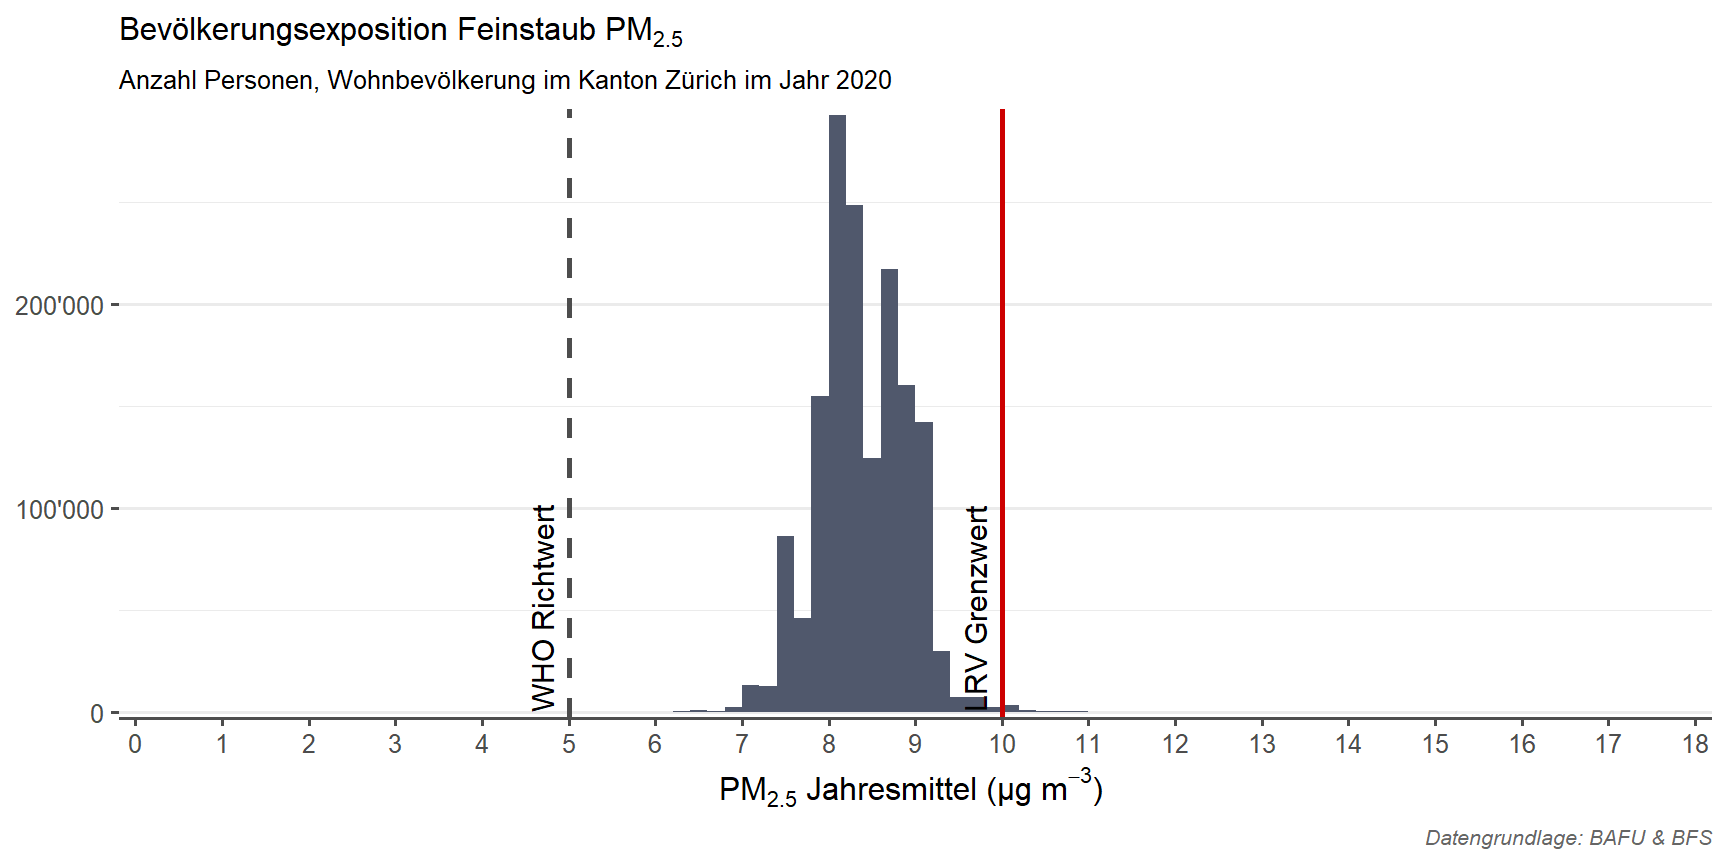 Bevölkerungsexposition Feinstaub PM2.5
Anzahl Personen, Wohnbevölkerung im Kanton Zürich im Jahr 2020
200'000
100'000
0
WHO Richtwert
LRV Grenzwert
0 1 2 3 4 5 6 7 8 9 10 11 12 13 14 15 16 17 18
PM2.5 Jahresmittel (µg m−3)
Datengrundlage: BAFU & BFS